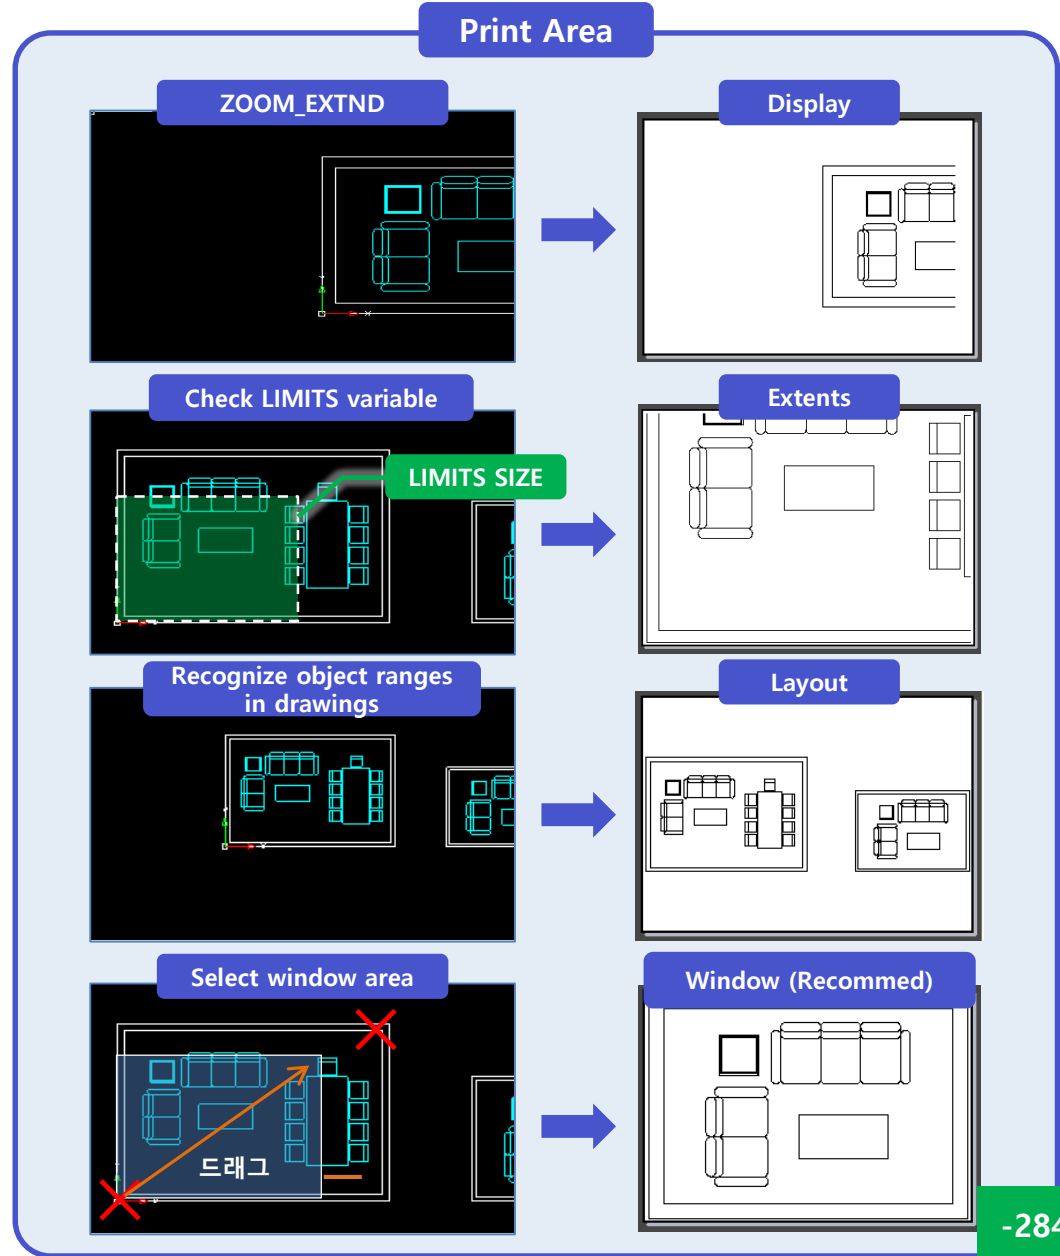 Print Area
ZOOM_EXTND
Display
Check LIMITS variable
Extents
LIMITS SIZE
Recognize object ranges
in drawings
Layout
Select window area
Window (Recommed)
드래그
-284